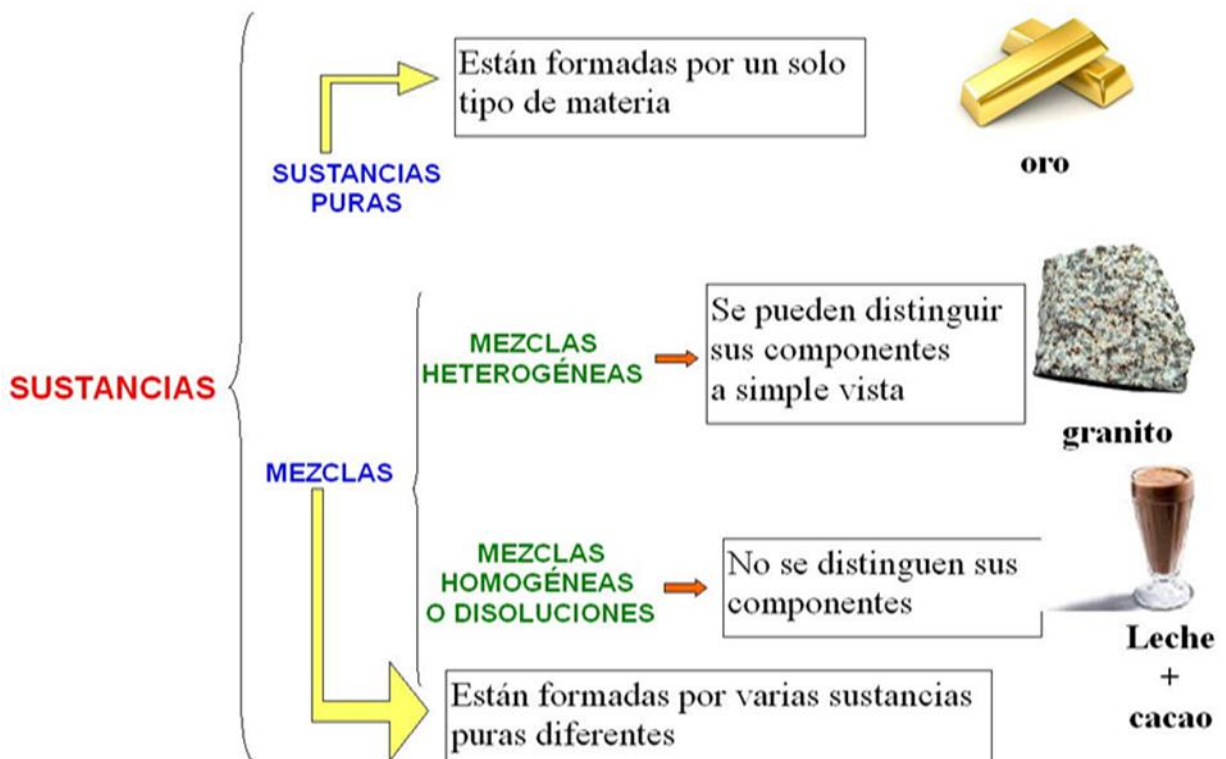 Están formadas por un solo
tipo de materia
oro
SUSTANCIAS
PURAS
SUSTANCIAS
MEZCLAS
HETEROGÉNEAS
Se pueden distinguir
sus componentes
a simple vista
granito
MEZCLAS
MEZCLAS
HOMOGÉNEAS
O DISOLUCIONES
No se distinguen sus
componentes
Leche
+
cacao
Están formadas por varias sustancias
puras diferentes